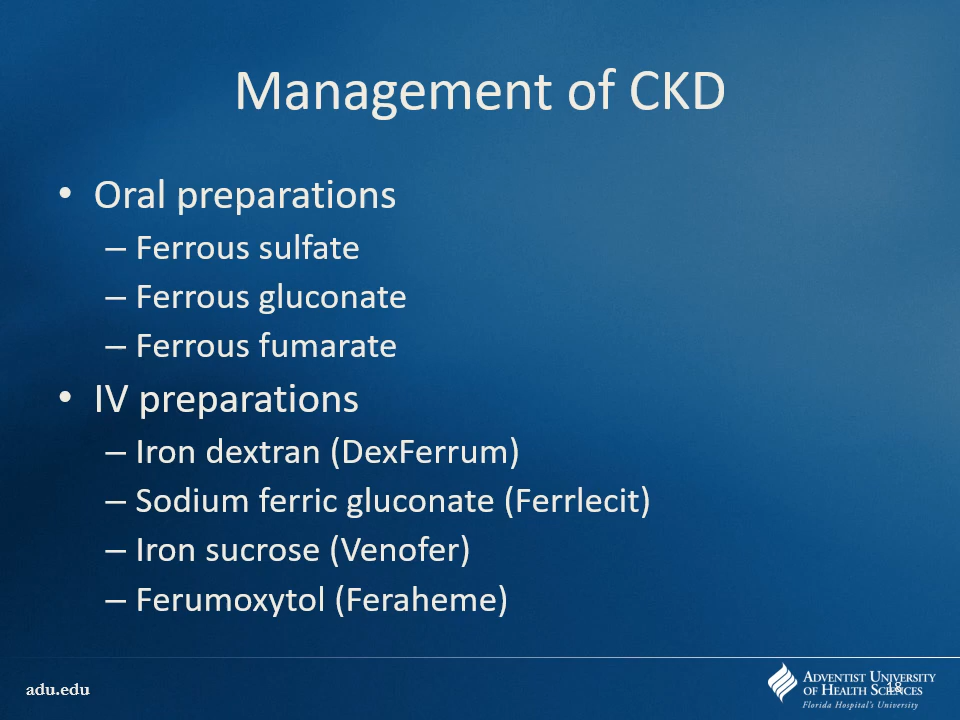 Management of CKD
• Oral preparations
– Ferrous sulfate
– Ferrous gluconate
– Ferrous fumarate
• IV preparations
– Iron dextran (DexFerrum)
– Sodium ferric gluconate (Ferrlecit)
– Iron sucrose (Venofer)
– Ferumoxytol (Feraheme)
adu.edu
ADVENTIST UNIVERSITY
OF HEALTH SCIENCES
18
Florida Hospital's University